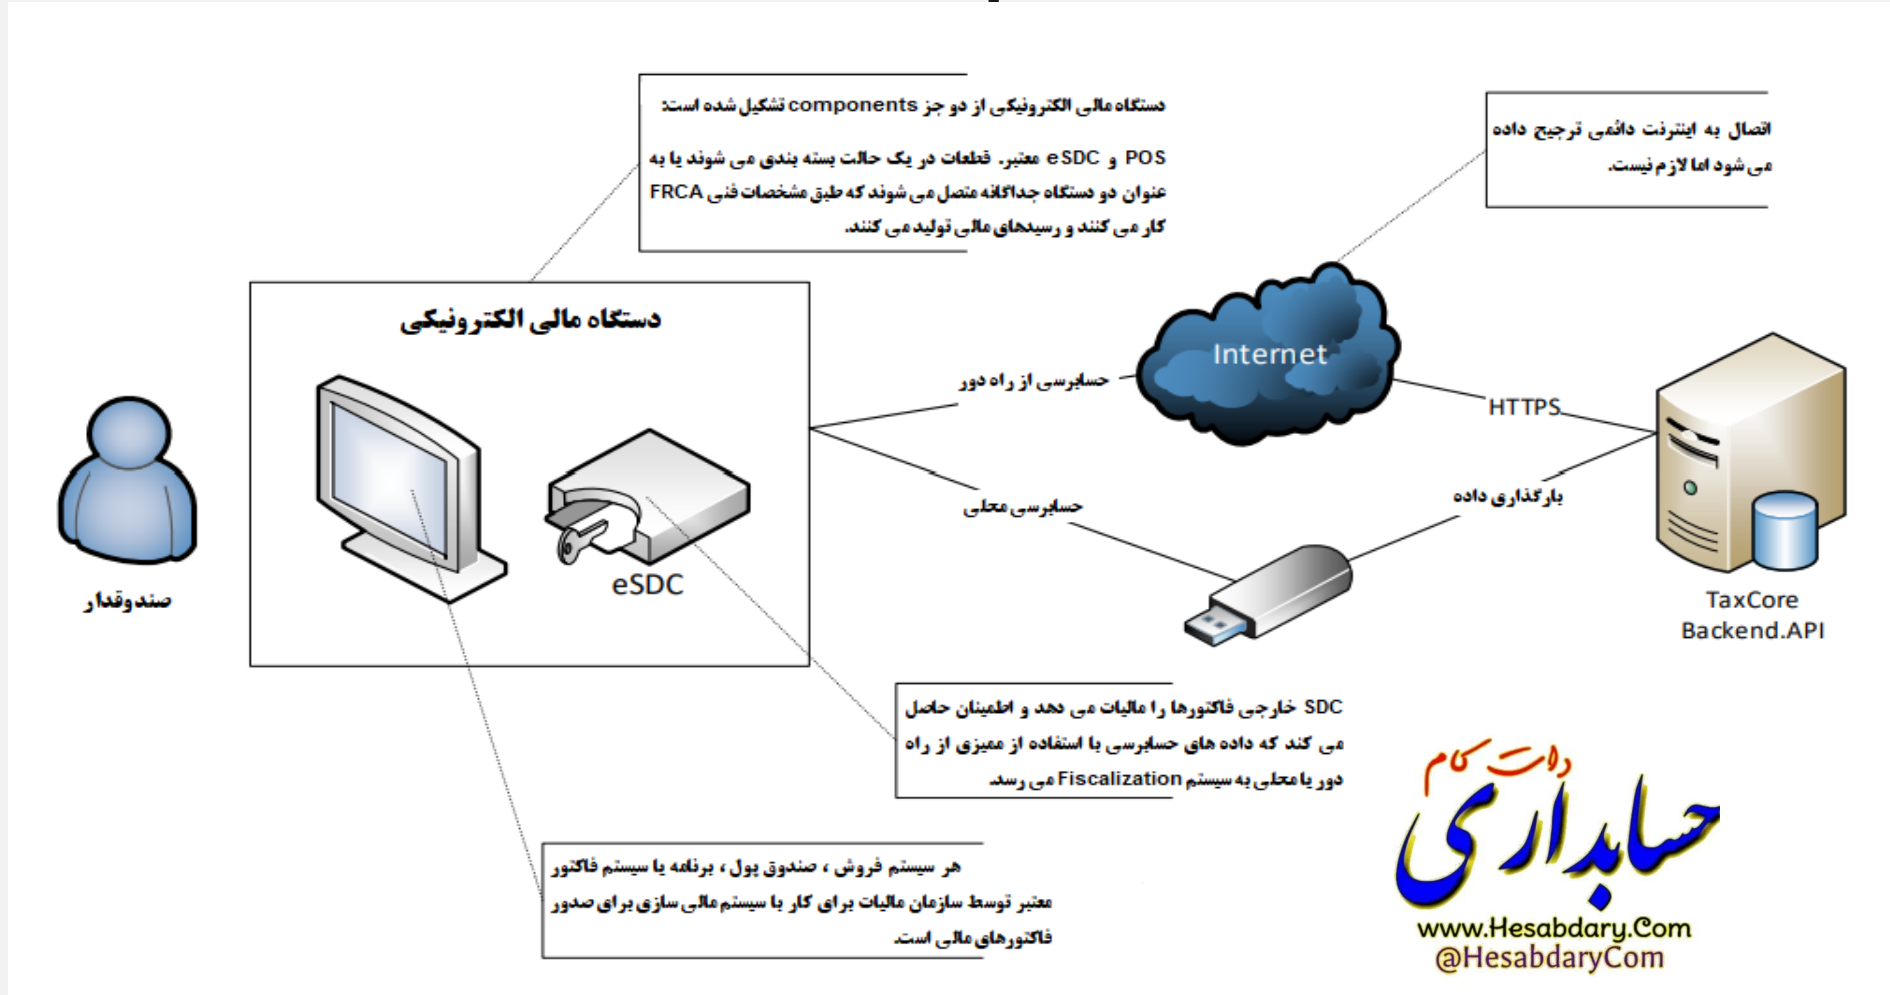 دستگاه مالی الکترونیکی از دو جز components تشکیل شده است:
POS و eSDC معتبر. قطعات در یک حالت بسته بندی می شوند یا به
عنوان دو دستگاه جداگانه متصل می شوند که طبق مشخصات فنی FRCA
کار می کنند و رسیدهای مالی تولید می کنند.
اتصال به اینترنت دائمی ترجیح داده
می شود اما لازم نیست.
دستگاه مالی الکترونیکی
Internet
حسابرسی از راه دور
HTTPS
حسابرسی محلی
بارگذاری داده
eSDC
صندوقدار
TaxCore
Backend.API
SDC خارجی فاکتورها را مالیات می دهد و اطمینان حاصل
می کند که داده های حسابرسی با استفاده از ممیزی از راه
دور یا محلی به سیستم Fiscalization می رسد.
هر سیستم فروش ، صندوق پول ، برنامه یا سیستم فاکتور
معتبر توسط سازمان مالیات برای کار با سیستم مالی سازی برای صدور
فاکتورهای مالی است.
دات کام
حسابداری
www.Hesabdary.Com
@HesabdaryCom